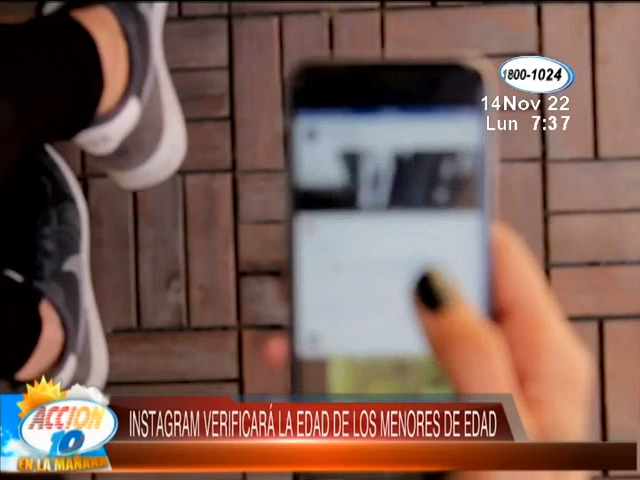 1800-1024
14Nov 22
Lun 7:37
ACCION
10
EN LA MAÑANA
INSTAGRAM VERIFICARÁ LA EDAD DE LOS MENORES DE EDAD